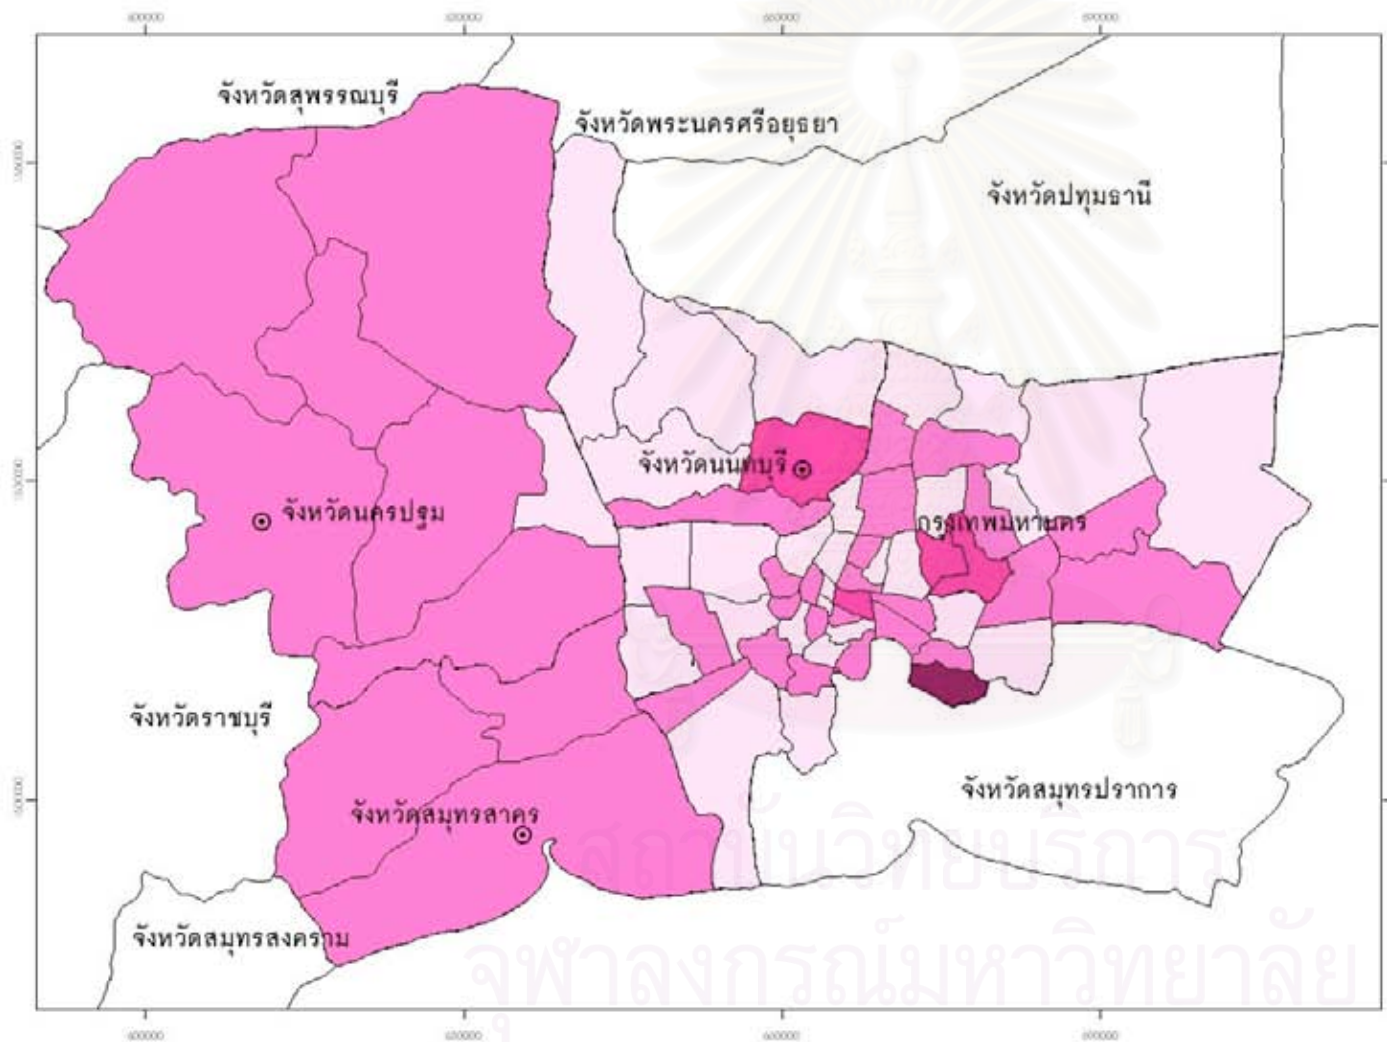 จังหวัดสุพรรณบุรี
จังหวัดพระนครศรีอยุธยา
จังหวัดปทุมธานี
จังหวัดนนทบุรี
จังหวัดนครปฐม
กรุงเทพมหานคร
จังหวัดราชบุรี
จังหวัดสมุทรปราการ
จังหวัดสมุทรสาคร
สถาบันวิทยบริการ
จังหวัดสมุทรสงคราม
จุฬาลงกรณ์มหาวิทยาลัย